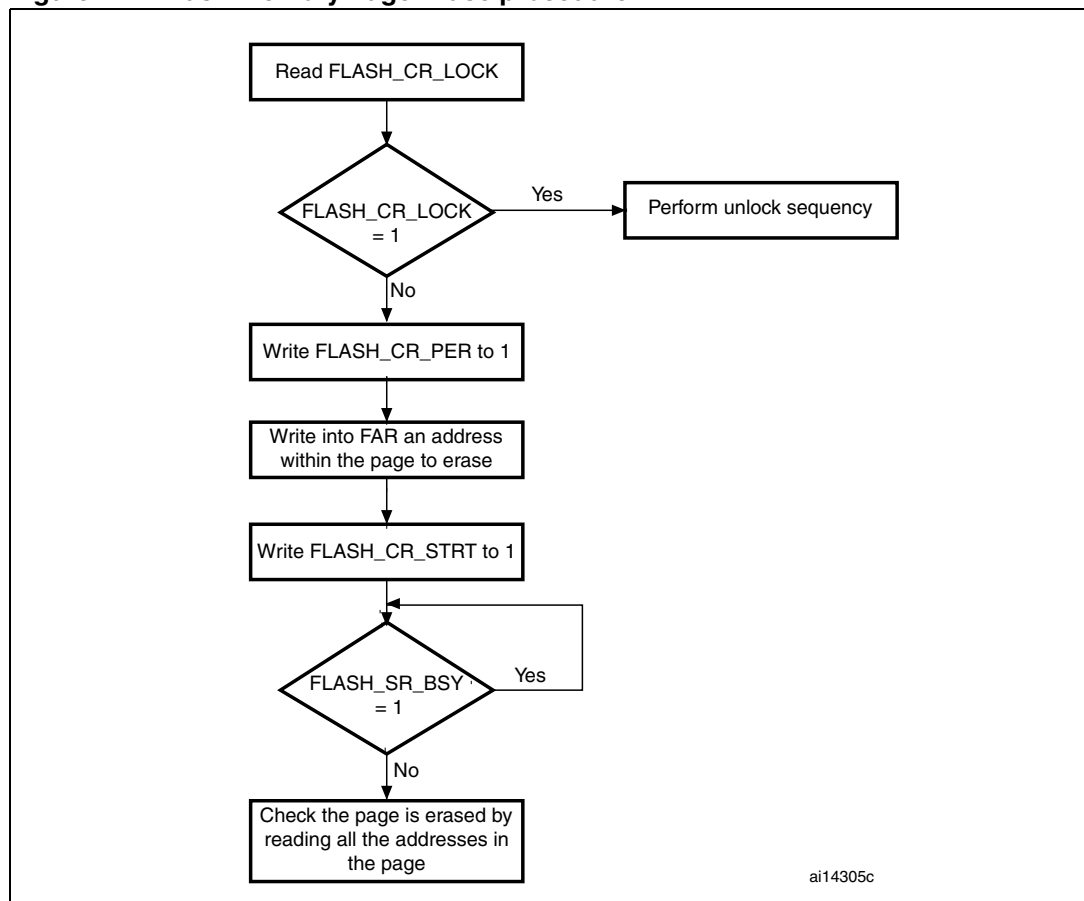 Read FLASH_CR_LOCK
FLASH_CR_LOCK
= 1
Yes
Perform unlock sequency
No
Write FLASH_CR_PER to 1
Write into FAR an address
within the page to erase
Write FLASH_CR_STRT to 1
FLASH_SR_BSY
= 1
Yes
No
Check the page is erased by
reading all the addresses in
the page
ai14305c